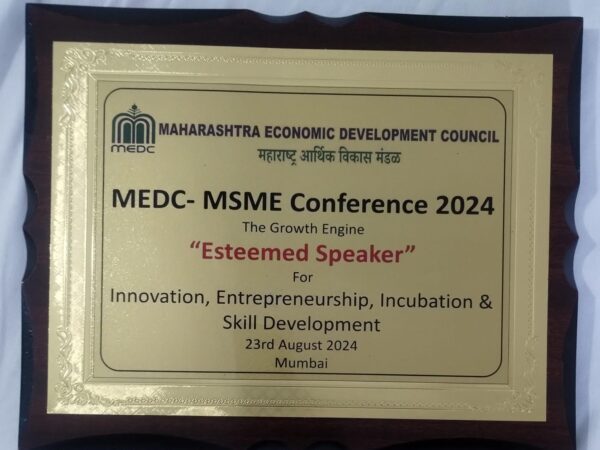 MEDC
MAHARASHTRA ECONOMIC DEVELOPMENT COUNCIL
महाराष्ट्र आर्थिक विकास मंडळ
MEDC- MSME Conference 2024
The Growth Engine
“Esteemed Speaker”
For
Innovation, Entrepreneurship, Incubation &
Skill Development
23rd August 2024
Mumbai